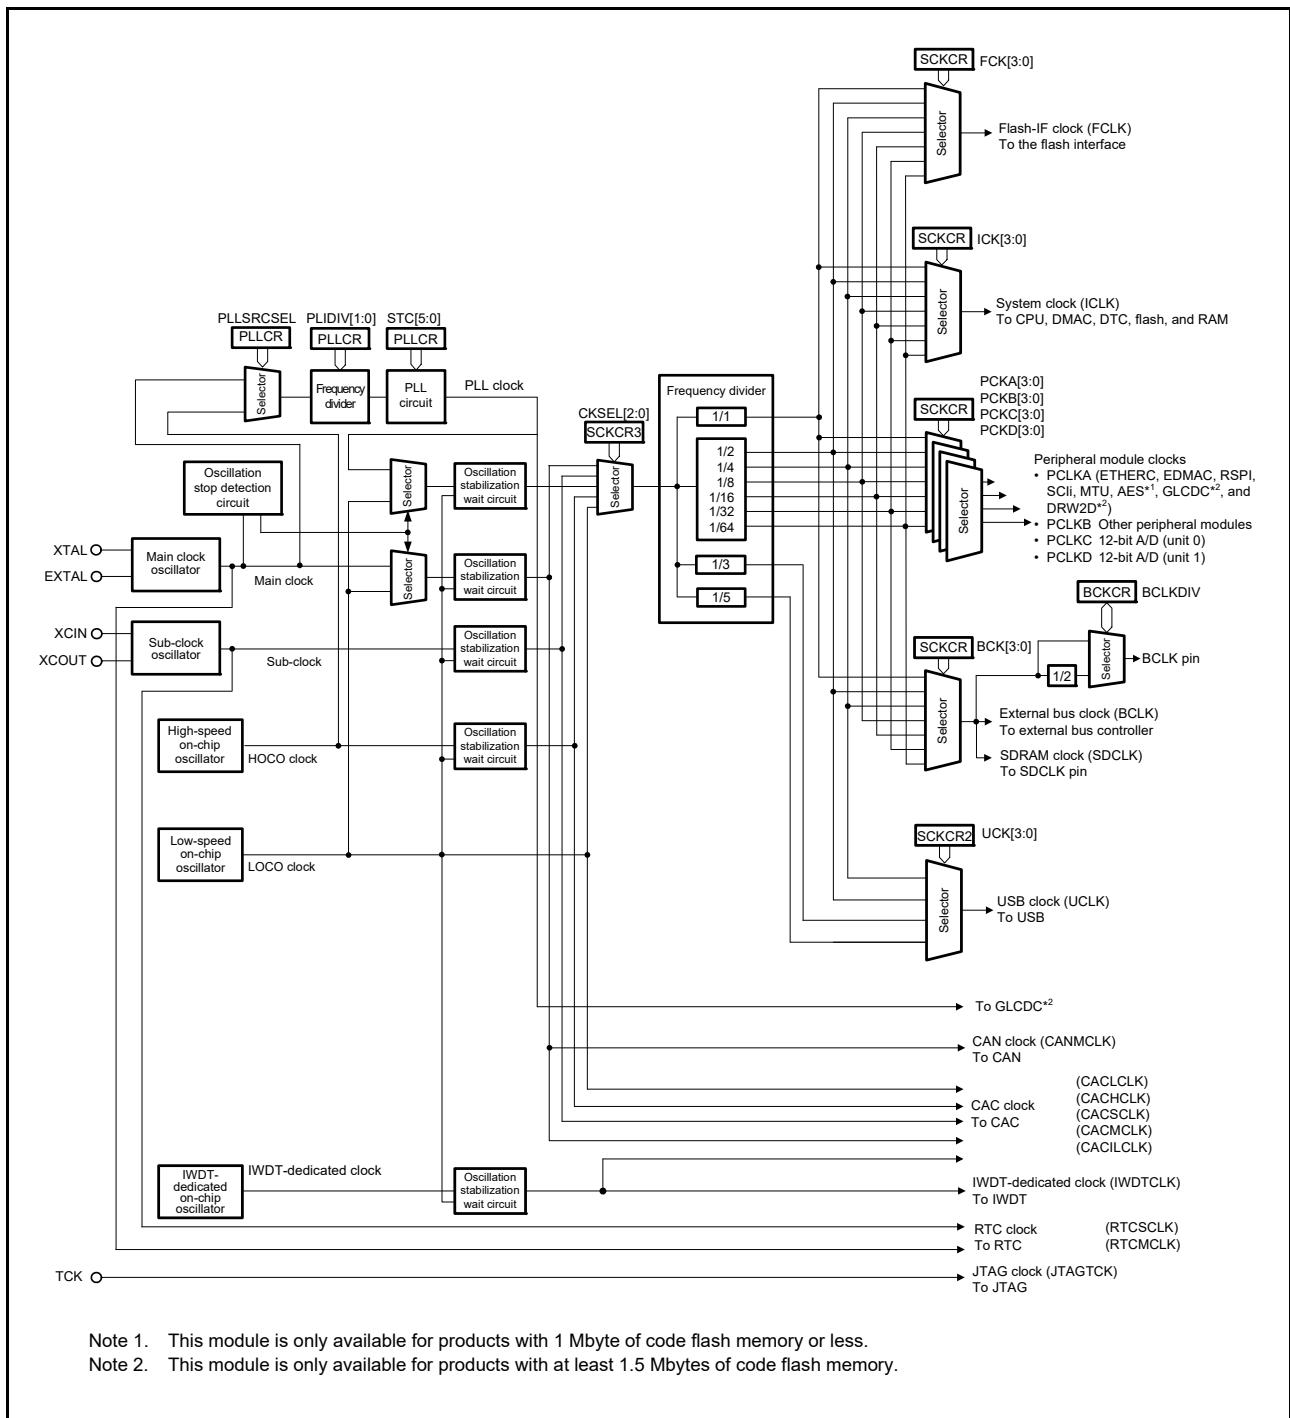 SCKCR FCK[3:0]
Selector
Flash-IF clock (FCLK)
To the flash interface
SCKCR ICK[3:0]
Selector
System clock (ICLK)
To CPU, DMAC, DTC, flash, and RAM
PLLSRCSEL PLIDIV[1:0] STC[5:0]
PLLCR PLLCR PLLCR
Selector
Frequency
divider
PLL
circuit
PLL clock
CKSEL[2:0]
SCKCR3
Selector
Frequency divider
1/1
1/2
1/4
1/8
1/16
1/32
1/64
1/3
1/5
PCKA[3:0]
PCKB[3:0]
SCKCR PCKC[3:0]
PCKD[3:0]
Selector
Peripheral module clocks
• PCLKA (ETHERC, EDMAC, RSPI,
SCIi, MTU, AES*1, GLCDC*2, and
DRW2D*2)
• PCLKB Other peripheral modules
• PCLKC 12-bit A/D (unit 0)
• PCLKD 12-bit A/D (unit 1)
Oscillation
stop detection
circuit
Selector
Oscillation
stabilization
wait circuit
XTAL
EXTAL
Main clock
oscillator
Main clock
Selector
Oscillation
stabilization
wait circuit
XCIN
XCOUT
Sub-clock
oscillator
Sub-clock
Oscillation
stabilization
wait circuit
BCKCR BCLKDIV
SCKCR BCK[3:0]
Selector
1/2
Selector
BCLK pin
External bus clock (BCLK)
To external bus controller
SDRAM clock (SDCLK)
To SDCLK pin
High-speed
on-chip
oscillator
HOCO clock
Oscillation
stabilization
wait circuit
Low-speed
on-chip
oscillator
LOCO clock
SCKCR2 UCK[3:0]
Selector
USB clock (UCLK)
To USB
To GLCDC*2
CAN clock (CANMCLK)
To CAN
CAC clock
To CAC
(CACLCLK)
(CACHCLK)
(CACSCLK)
(CACMCLK)
(CACILCLK)
IWDT-
dedicated
on-chip
oscillator
IWDT-dedicated clock
Oscillation
stabilization
wait circuit
IWDT-dedicated clock (IWDTCLK)
To IWDT
RTC clock (RTCSCLK)
To RTC (RTCMCLK)
TCK
JTAG clock (JTAGTCK)
To JTAG
Note 1. This module is only available for products with 1 Mbyte of code flash memory or less.
Note 2. This module is only available for products with at least 1.5 Mbytes of code flash memory.